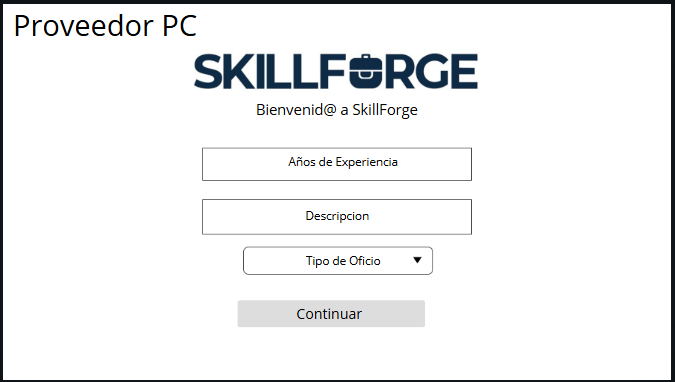 Proveedor PC
SKILLFORGE
Bienvenid@ a SkillForge
Años de Experiencia
Descripcion
Tipo de Oficio
Continuar